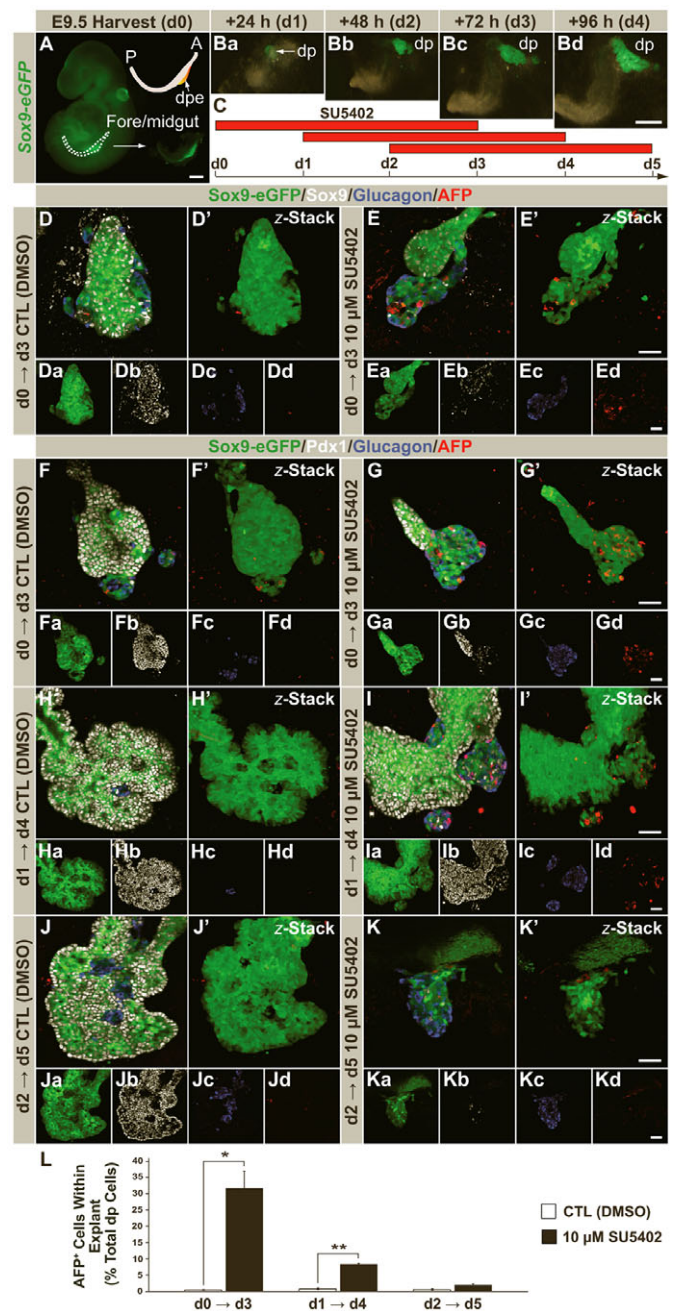 E9.5 Harvest (d0) +24 h (d1) +48 h (d2) +72 h (d3) +96 h (d4)
Sox9-eGFP
A P A dpe
Fore/midgut
Ba dp Bb dp Bc dp Bd dp
C SU5402
d0 d1 d2 d3 d4 d5
Sox9-eGFP/Sox9/Glucagon/AFP
d0 → d3 CTL (DMSO)
D D' z-Stack
Da Db Dc Dd
d0 → d3 10 µM SU5402
E E' z-Stack
Ea Eb Ec Ed
Sox9-eGFP/Pdx1/Glucagon/AFP
d0 → d3 CTL (DMSO)
F F' z-Stack
Fa Fb Fc Fd
d0 → d3 10 µM SU5402
G G' z-Stack
Ga Gb Gc Gd
d1 → d4 CTL (DMSO)
H H' z-Stack
Ha Hb Hc Hd
d1 → d4 10 µM SU5402
I I' z-Stack
Ia Ib Ic Id
d2 → d5 CTL (DMSO)
J J' z-Stack
Ja Jb Jc Jd
d2 → d5 10 µM SU5402
K K' z-Stack
Ka Kb Kc Kd
L
AFP⁺ Cells Within
Explant
(% Total dp Cells)
40
35
30
25
20
15
10
5
0
*
**
d0 → d3 d1 → d4 d2 → d5
CTL (DMSO)
10 µM SU5402